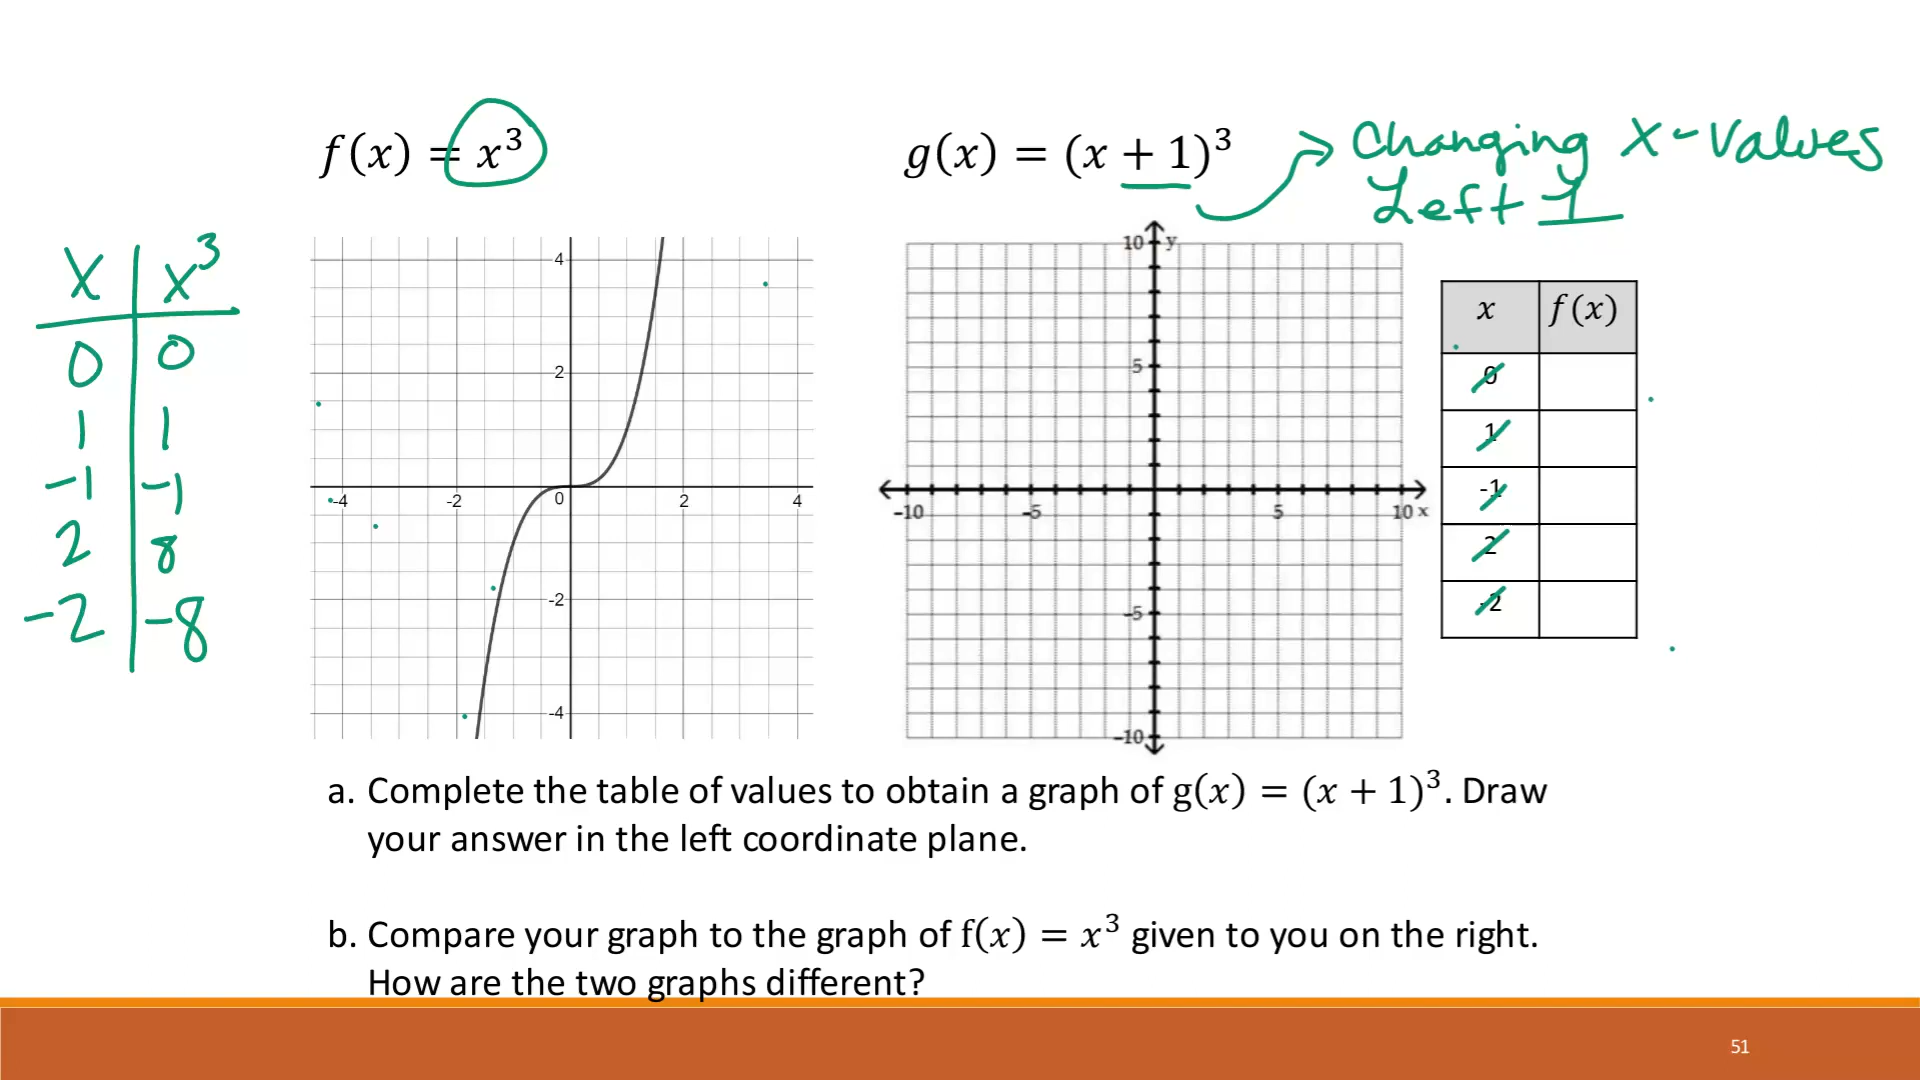 f(x) = x³
g(x) = (x + 1)³
Changing x-values
Left 1
x x³
0 0
1 1
-1 -1
2 8
-2 -8
4
2
-4 -2 0 2 4
-2
-4
10 y
5
-10 -5 5 10 x
-5
-10
x f(x)
0
1
-1
2
-2
a. Complete the table of values to obtain a graph of g(x) = (x + 1)³. Draw
your answer in the left coordinate plane.
b. Compare your graph to the graph of f(x) = x³ given to you on the right.
How are the two graphs different?
51